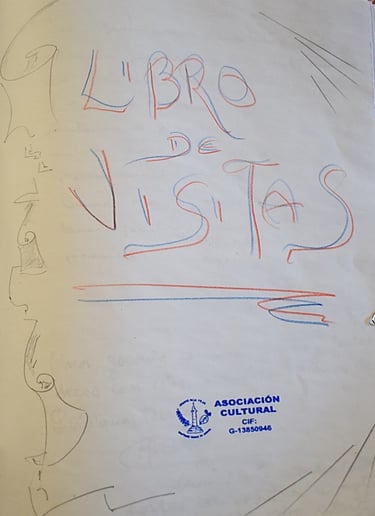 LIBRO
DE
VISITAS
ASOCIACIÓN
CULTURAL
CIF:
G-13850946